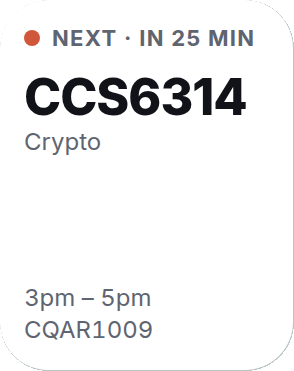 NEXT · IN 25 MIN
CCS6314
Crypto
3pm – 5pm
CQAR1009